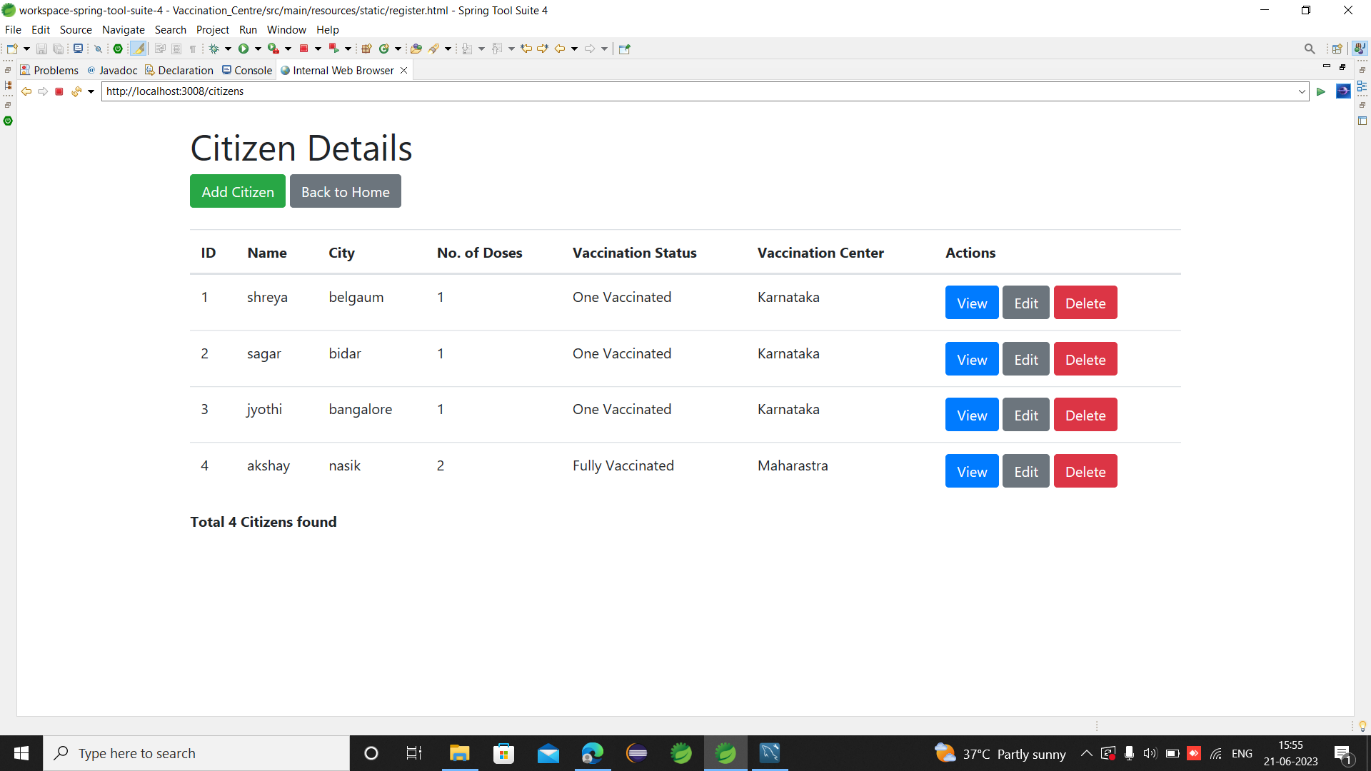 workspace-spring-tool-suite-4 - Vaccination_Centre/src/main/resources/static/register.html - Spring Tool Suite 4
File Edit Source Navigate Search Project Run Window Help
Problems Javadoc Declaration Console Internal Web Browser
http://localhost:3008/citizens
Citizen Details
Add Citizen Back to Home
ID Name City No. of Doses Vaccination Status Vaccination Center Actions
1 shreya belgaum 1 One Vaccinated Karnataka View Edit Delete
2 sagar bidar 1 One Vaccinated Karnataka View Edit Delete
3 jyothi bangalore 1 One Vaccinated Karnataka View Edit Delete
4 akshay nasik 2 Fully Vaccinated Maharastra View Edit Delete
Total 4 Citizens found
Type here to search
37°C Partly sunny
ENG
15:55
21-06-2023
1